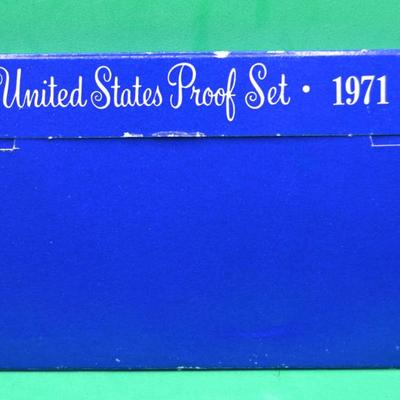 United States Proof Set · 1971